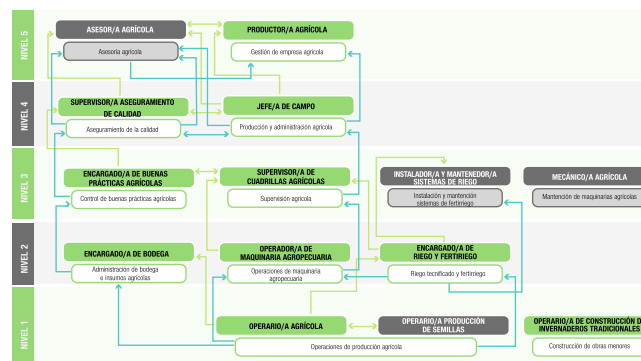 NIVEL 5
ASESOR/A AGRÍCOLA
Asesoría agrícola
PRODUCTOR/A AGRÍCOLA
Gestión de empresa agrícola
NIVEL 4
SUPERVISOR/A ASEGURAMIENTO
DE CALIDAD
Aseguramiento de la calidad
JEFE/A DE CAMPO
Producción y administración agrícola
NIVEL 3
ENCARGADO/A DE BUENAS
PRÁCTICAS AGRÍCOLAS
Control de buenas prácticas agrícolas
SUPERVISOR/A DE
CUADRILLAS AGRÍCOLAS
Supervisión agrícola
INSTALADOR/A Y MANTENEDOR/A
SISTEMAS DE RIEGO
Instalación y mantención
sistemas de fertiriego
MECÁNICO/A AGRÍCOLA
Mantención de maquinarias agrícolas
NIVEL 2
ENCARGADO/A DE BODEGA
Administración de bodega
e insumos agrícolas
OPERADOR/A DE
MAQUINARIA AGROPECUARIA
Operaciones de maquinaria
agropecuaria
ENCARGADO/A DE
RIEGO Y FERTIRIEGO
Riego tecnificado y fertiriego
NIVEL 1
OPERARIO/A AGRÍCOLA
OPERARIO/A PRODUCCIÓN
DE SEMILLAS
Operaciones de producción agrícola
OPERARIO/A DE CONSTRUCCIÓN D
INVERNADEROS TRADICIONALES
Construcción de obras menores